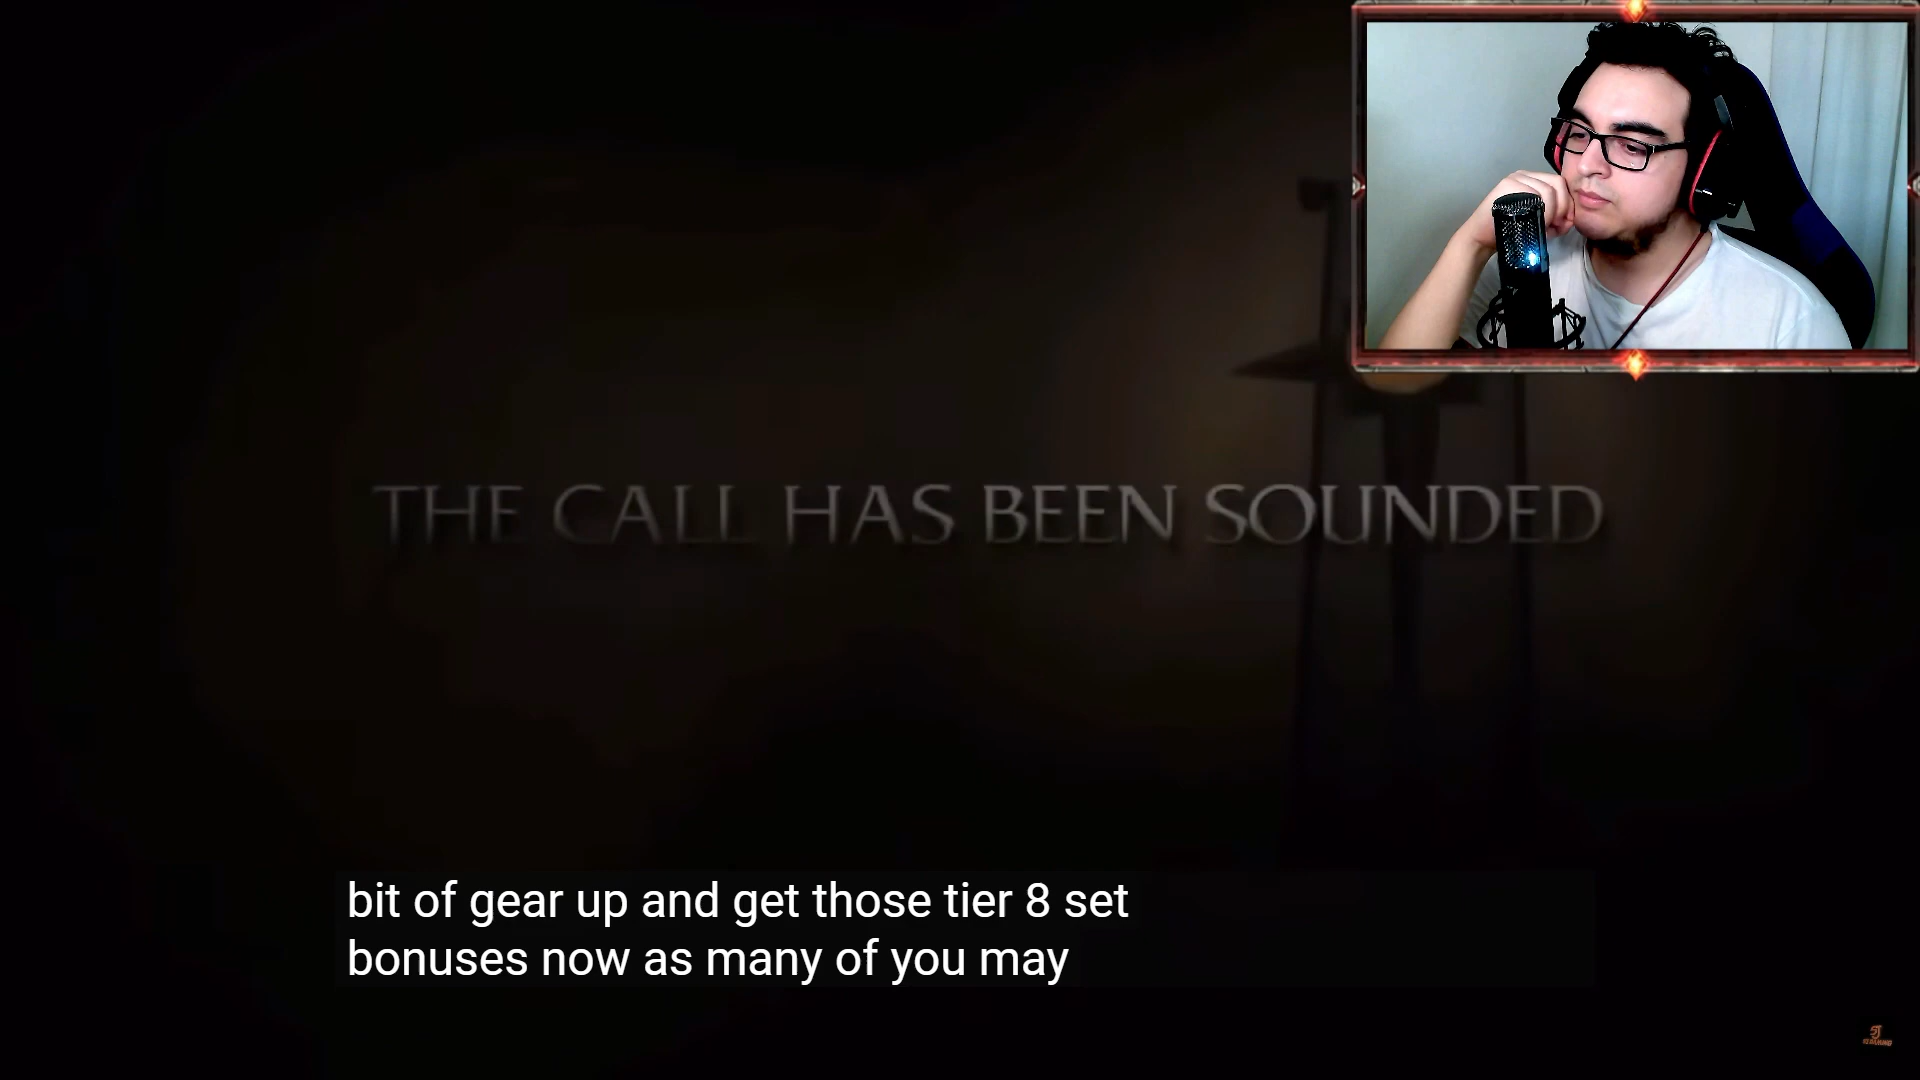 THE CALL HAS BEEN SOUNDED
bit of gear up and get those tier 8 set
bonuses now as many of you may